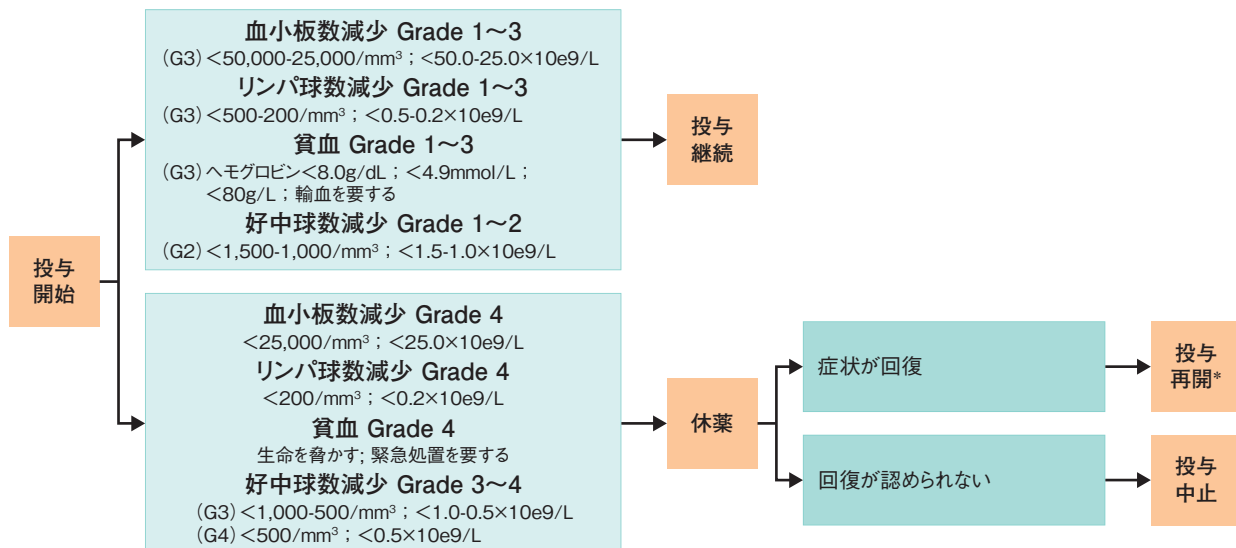 投与
開始
血小板数減少 Grade 1〜3
(G3)<50,000-25,000/mm³；<50.0-25.0×10e9/L
リンパ球数減少 Grade 1〜3
(G3)<500-200/mm³；<0.5-0.2×10e9/L
貧血 Grade 1〜3
(G3)ヘモグロビン<8.0g/dL；<4.9mmol/L；
<80g/L；輸血を要する
好中球数減少 Grade 1〜2
(G2)<1,500-1,000/mm³；<1.5-1.0×10e9/L
投与
継続
血小板数減少 Grade 4
<25,000/mm³；<25.0×10e9/L
リンパ球数減少 Grade 4
<200/mm³；<0.2×10e9/L
貧血 Grade 4
生命を脅かす; 緊急処置を要する
好中球数減少 Grade 3〜4
(G3)<1,000-500/mm³；<1.0-0.5×10e9/L
(G4)<500/mm³；<0.5×10e9/L
休薬
症状が回復
投与
再開*
回復が認められない
投与
中止